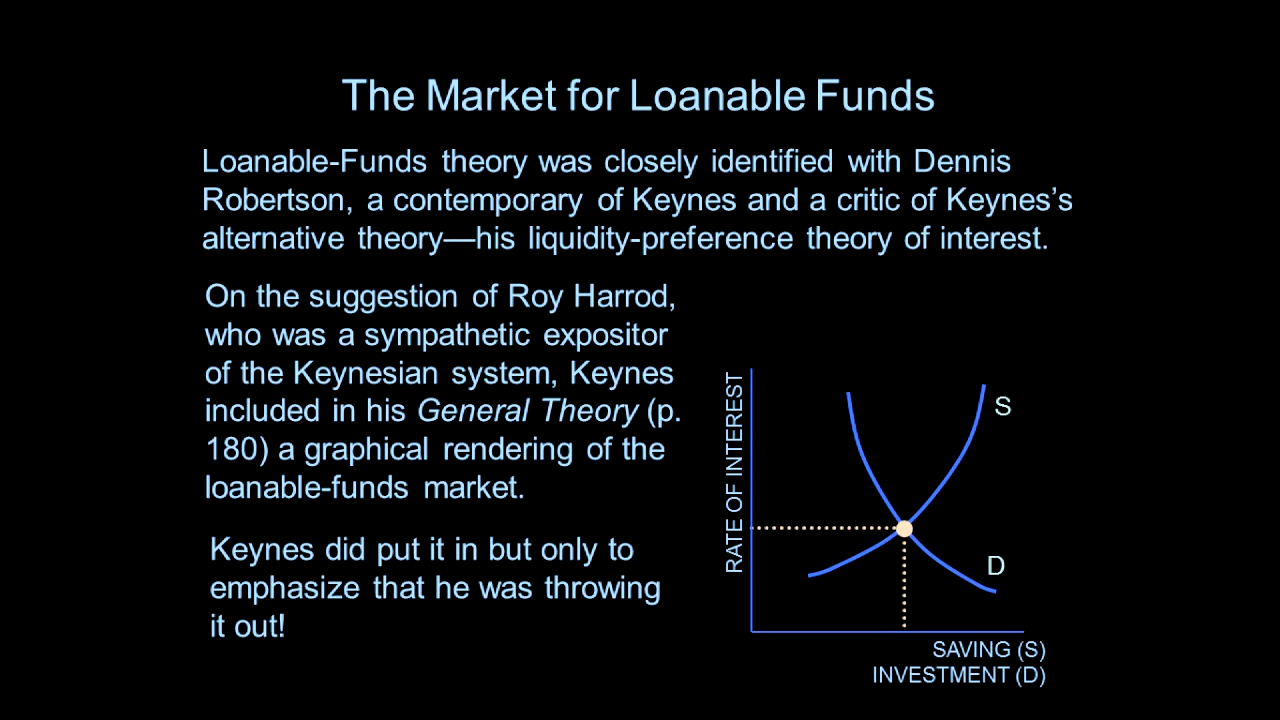 The Market for Loanable Funds
Loanable-Funds theory was closely identified with Dennis
Robertson, a contemporary of Keynes and a critic of Keynes’s
alternative theory—his liquidity-preference theory of interest.
On the suggestion of Roy Harrod,
who was a sympathetic expositor
of the Keynesian system, Keynes
included in his General Theory (p.
180) a graphical rendering of the
loanable-funds market.
Keynes did put it in but only to
emphasize that he was throwing
it out!
RATE OF INTEREST
S
D
SAVING (S)
INVESTMENT (D)